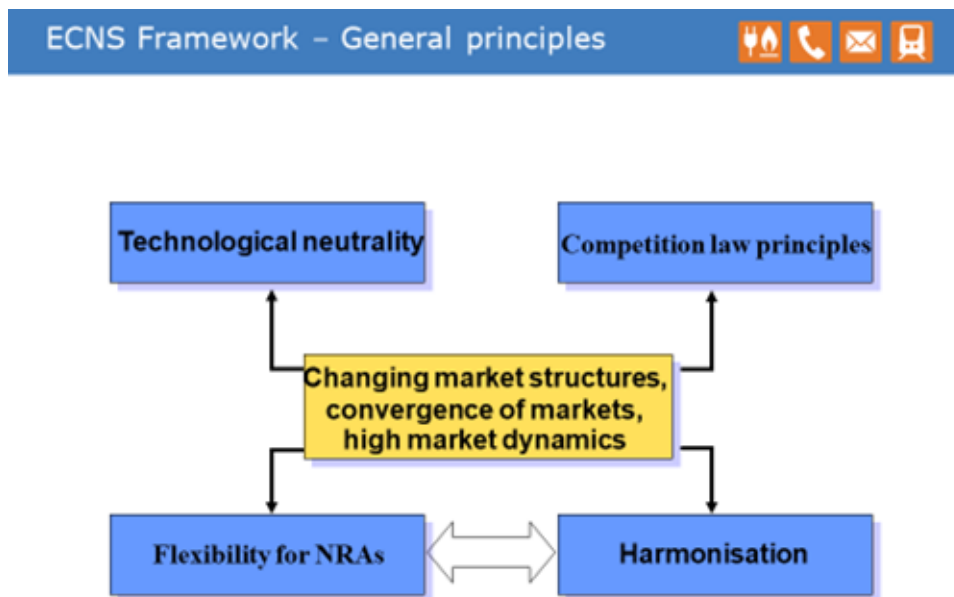 ECNS Framework – General principles
Technological neutrality
Competition law principles
Changing market structures,
convergence of markets,
high market dynamics
Flexibility for NRAs
Harmonisation